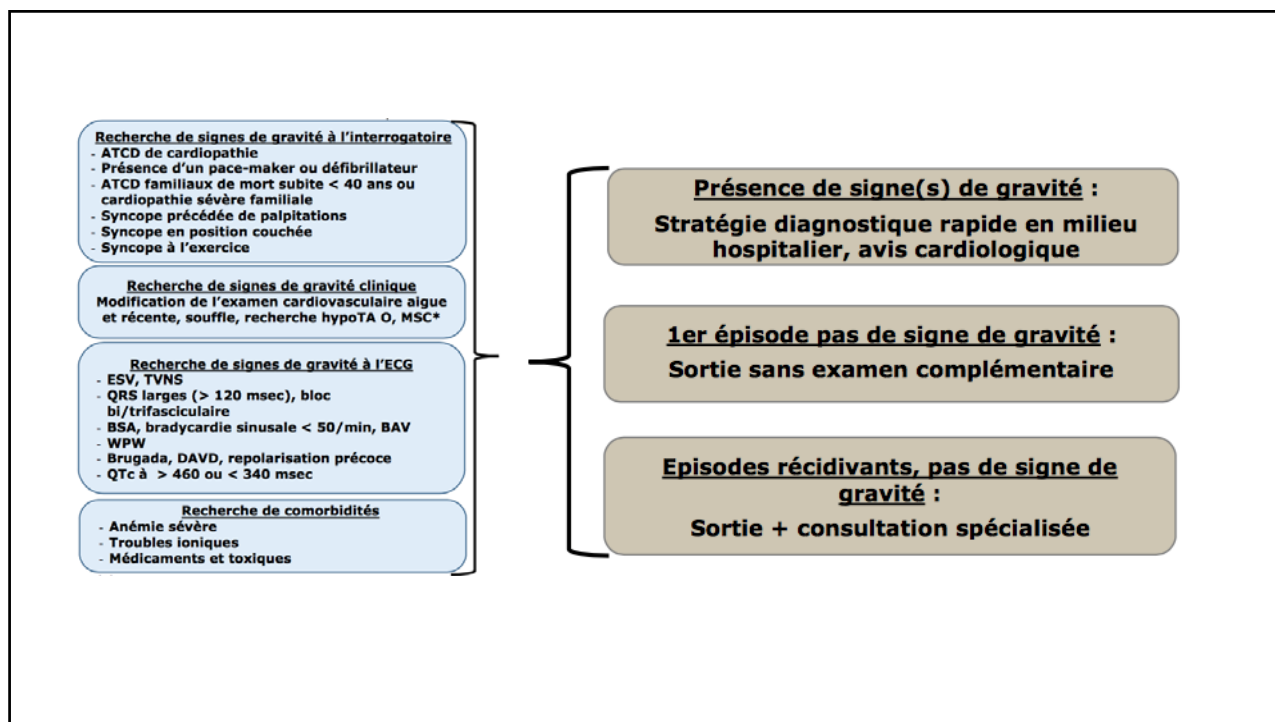 Recherche de signes de gravité à l'interrogatoire
- ATCD de cardiopathie
- Présence d'un pace-maker ou défibrillateur
- ATCD familiaux de mort subite < 40 ans ou
cardiopathie sévère familiale
- Syncope précédée de palpitations
- Syncope en position couchée
- Syncope à l'exercice
Recherche de signes de gravité clinique
Modification de l'examen cardiovasculaire aigue
et récente, souffle, recherche hypoTA O, MSC*
Recherche de signes de gravité à l'ECG
- ESV, TVNS
- QRS larges (> 120 msec), bloc
bi/trifasciculaire
- BSA, bradycardie sinusale < 50/min, BAV
- WPW
- Brugada, DAVD, repolarisation précoce
- QTc à > 460 ou < 340 msec
Recherche de comorbidités
- Anémie sévère
- Troubles ioniques
- Médicaments et toxiques
Présence de signe(s) de gravité :
Stratégie diagnostique rapide en milieu
hospitalier, avis cardiologique
1er épisode pas de signe de gravité :
Sortie sans examen complémentaire
Episodes récidivants, pas de signe de
gravité :
Sortie + consultation spécialisée